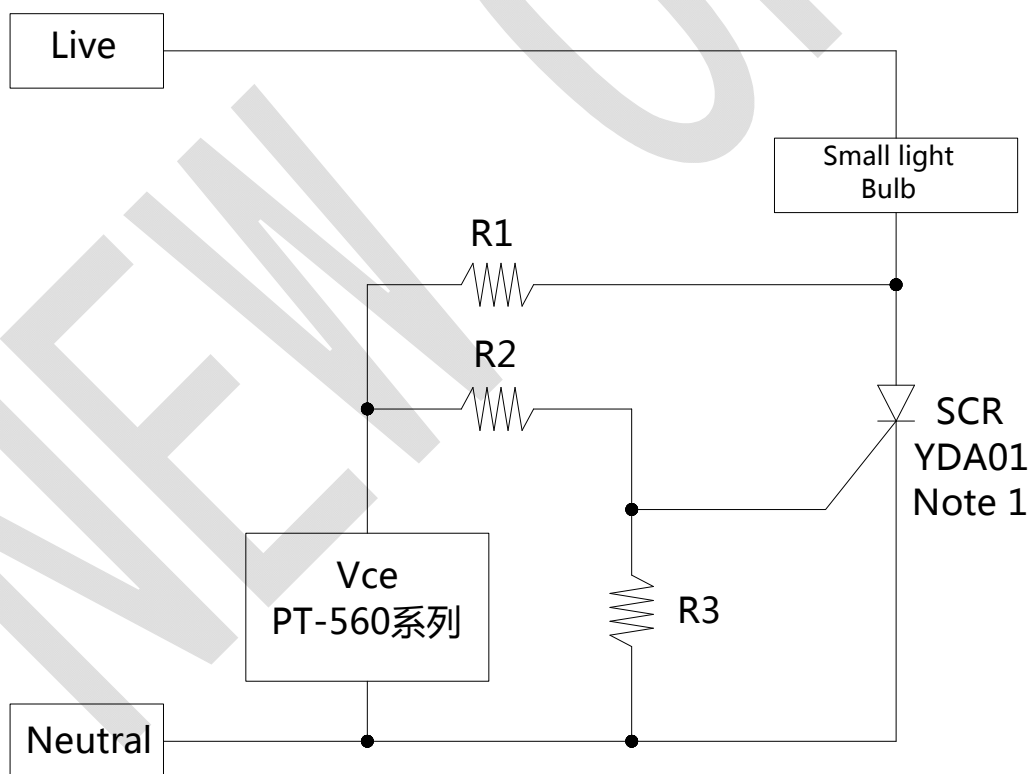 Live
Small light
Bulb
R1
R2
SCR
YDA01
Note 1
Vce
PT-560系列
R3
Neutral